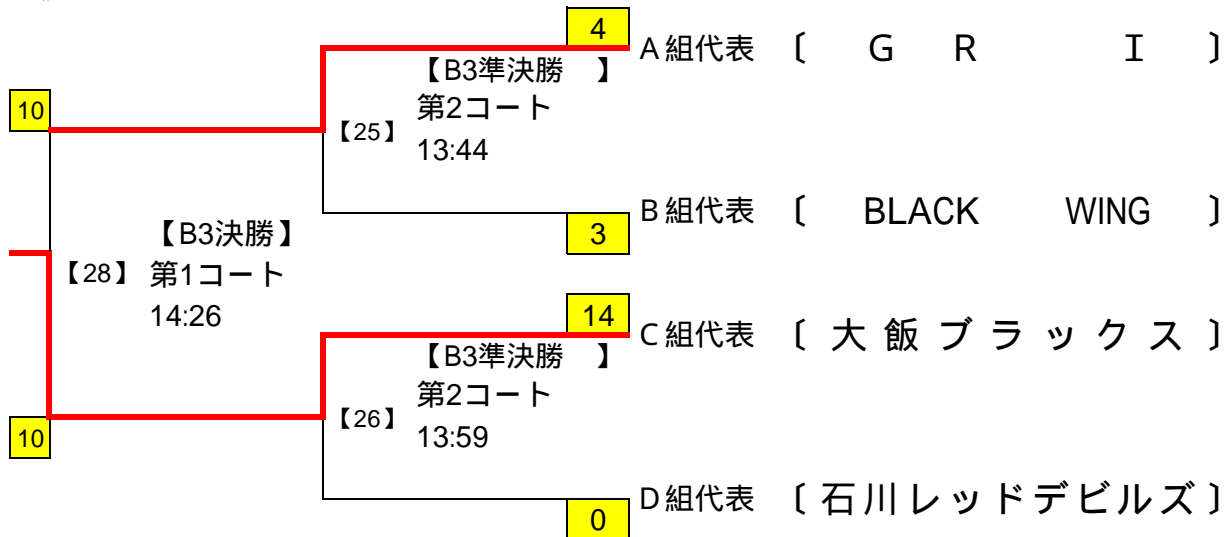 4
A組代表 〔 G R I 〕
【B3準決勝 】
第2コート
【25】
13:44
10
B組代表 〔 BLACK WING 〕
3
【B3決勝】
【28】 第1コート
14:26
14
C組代表 〔大飯ブラックス〕
【B3準決勝 】
第2コート
【26】
13:59
10
D組代表 〔石川レッドデビルズ〕
0